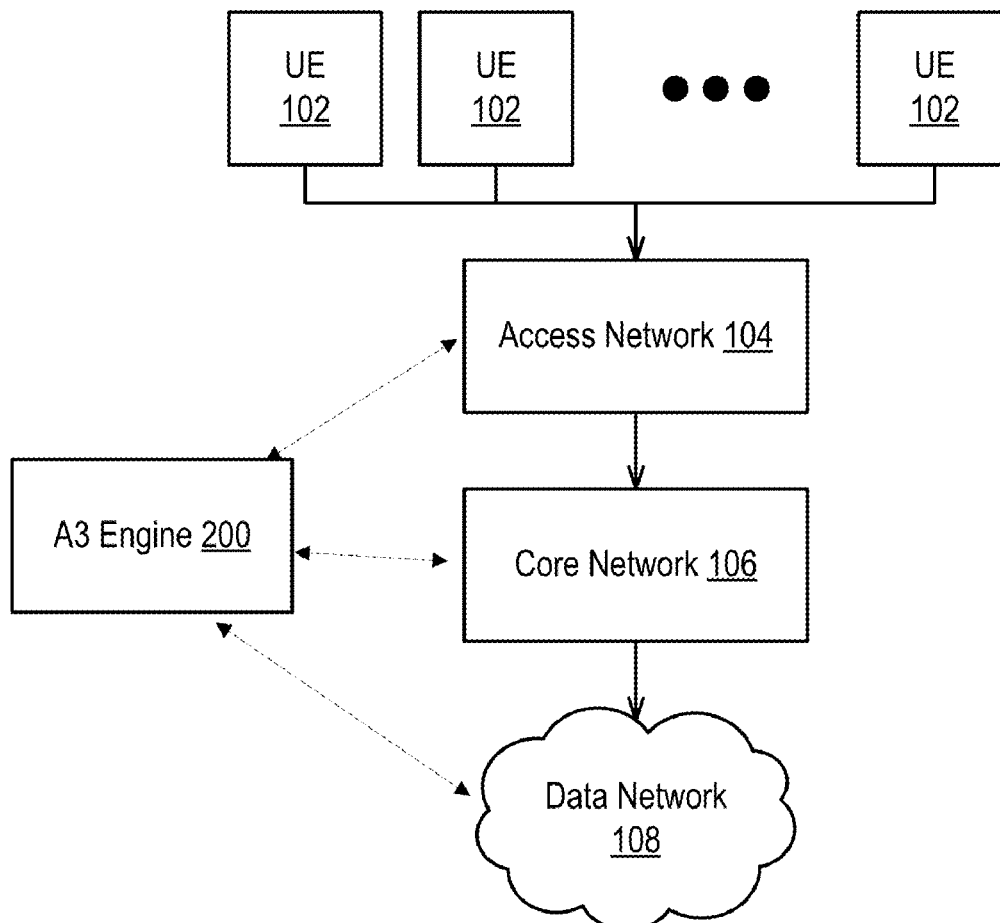 UE
102
UE
102
UE
102
Access Network 104
A3 Engine 200
Core Network 106
Data Network
108